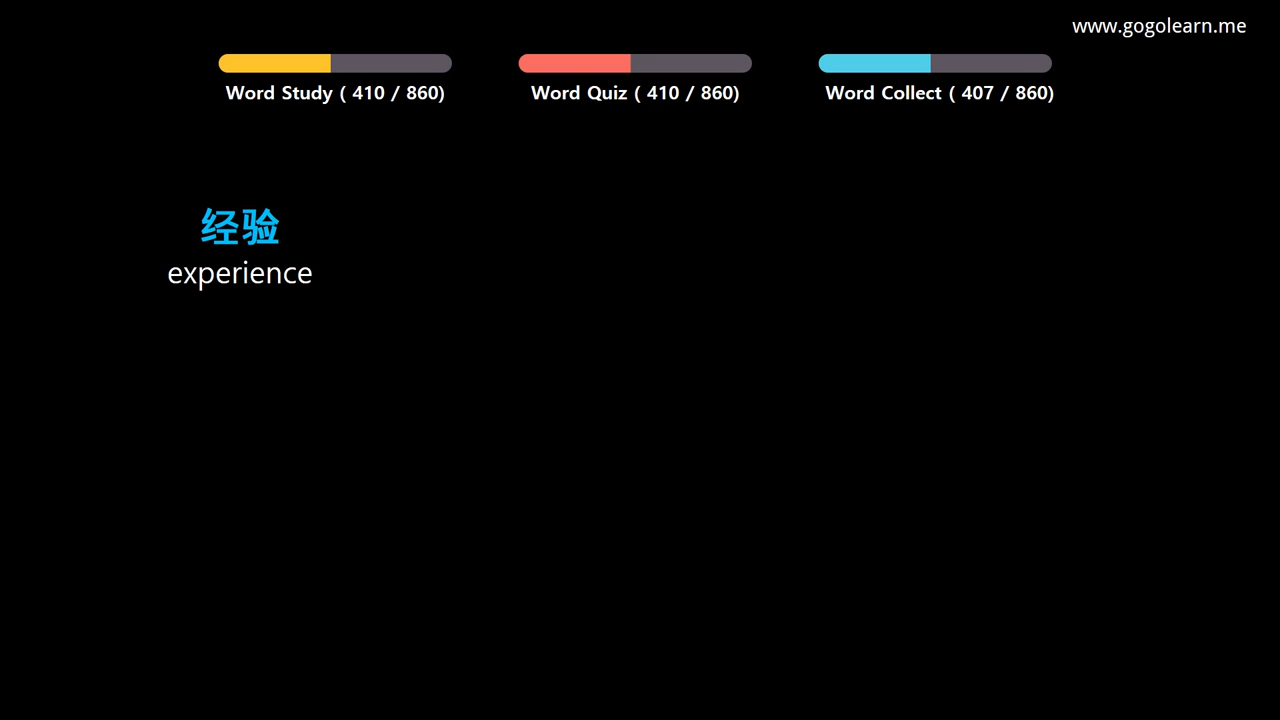 www.gogolearn.me
Word Study ( 410 / 860)
Word Quiz ( 410 / 860)
Word Collect ( 407 / 860)
经验
experience